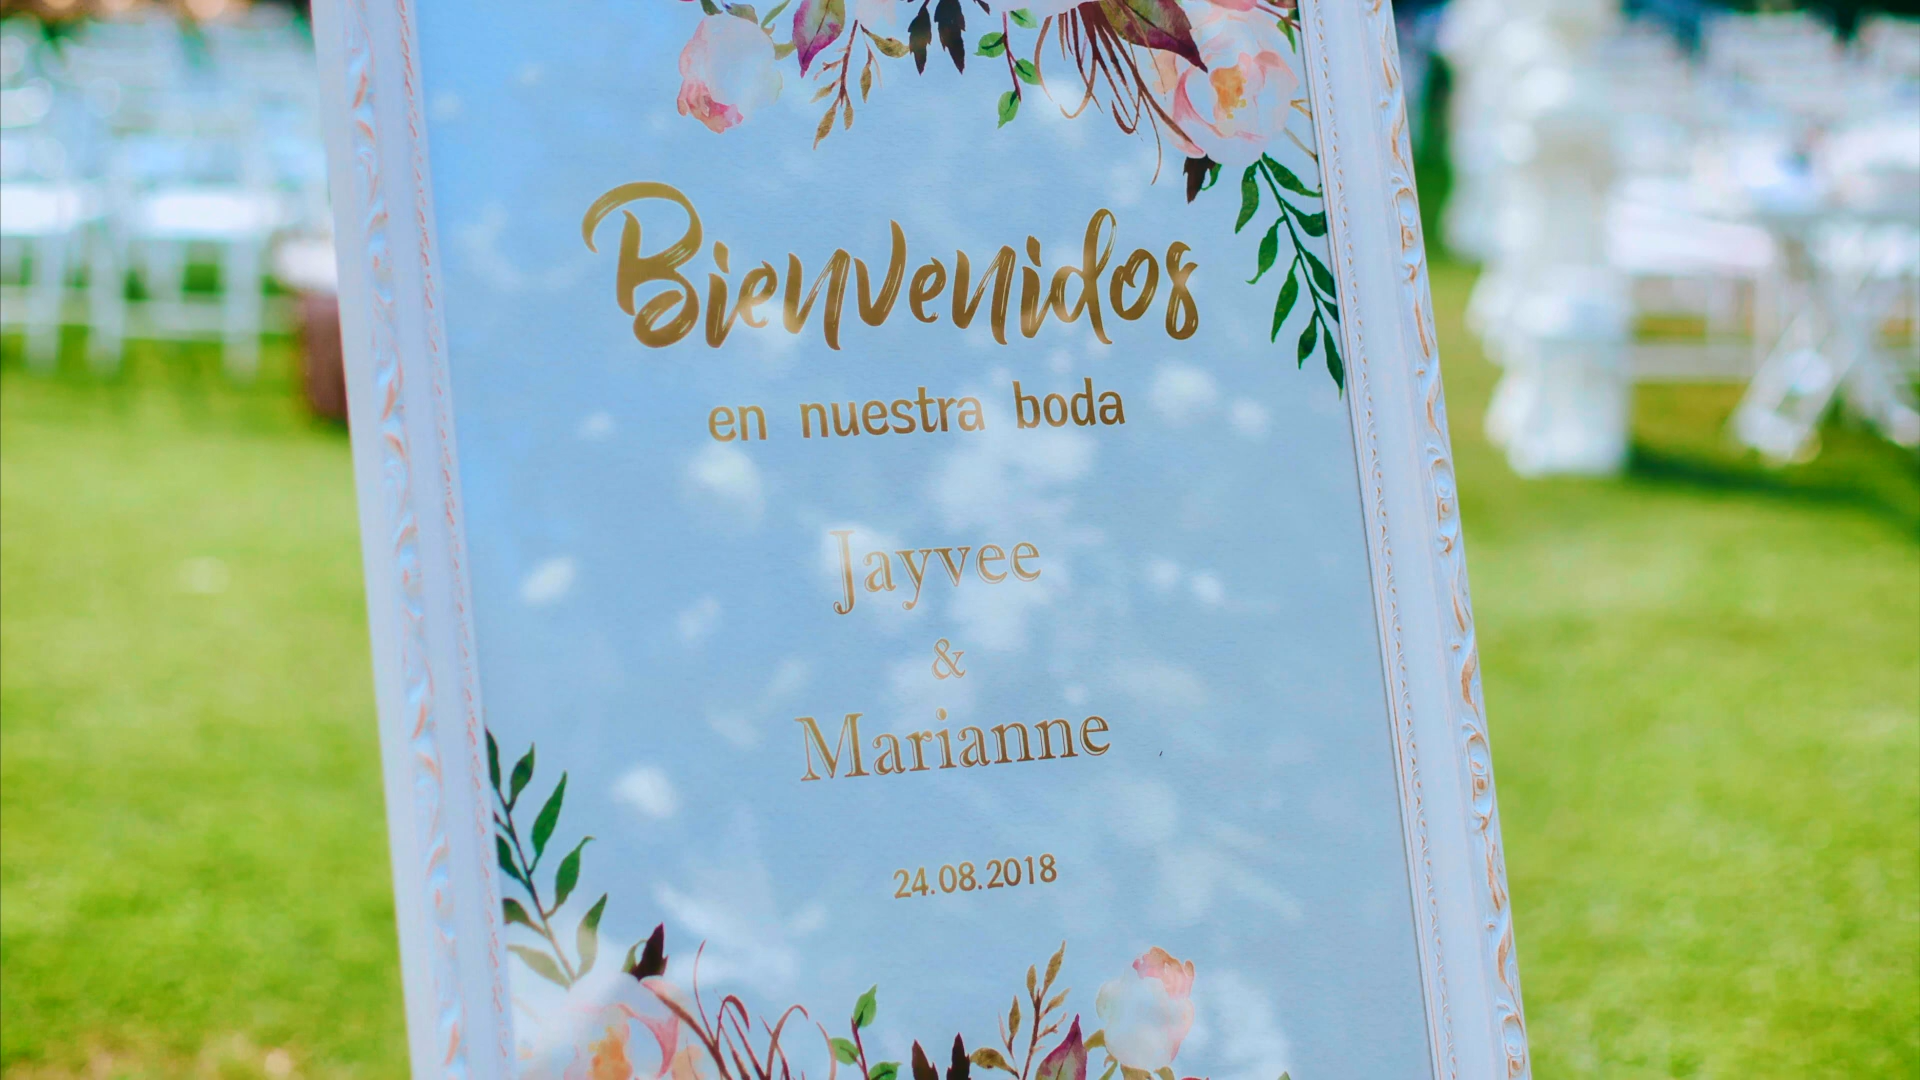 Bienvenidos
en nuestra boda
Jayvee
&
Marianne
24.08.2018